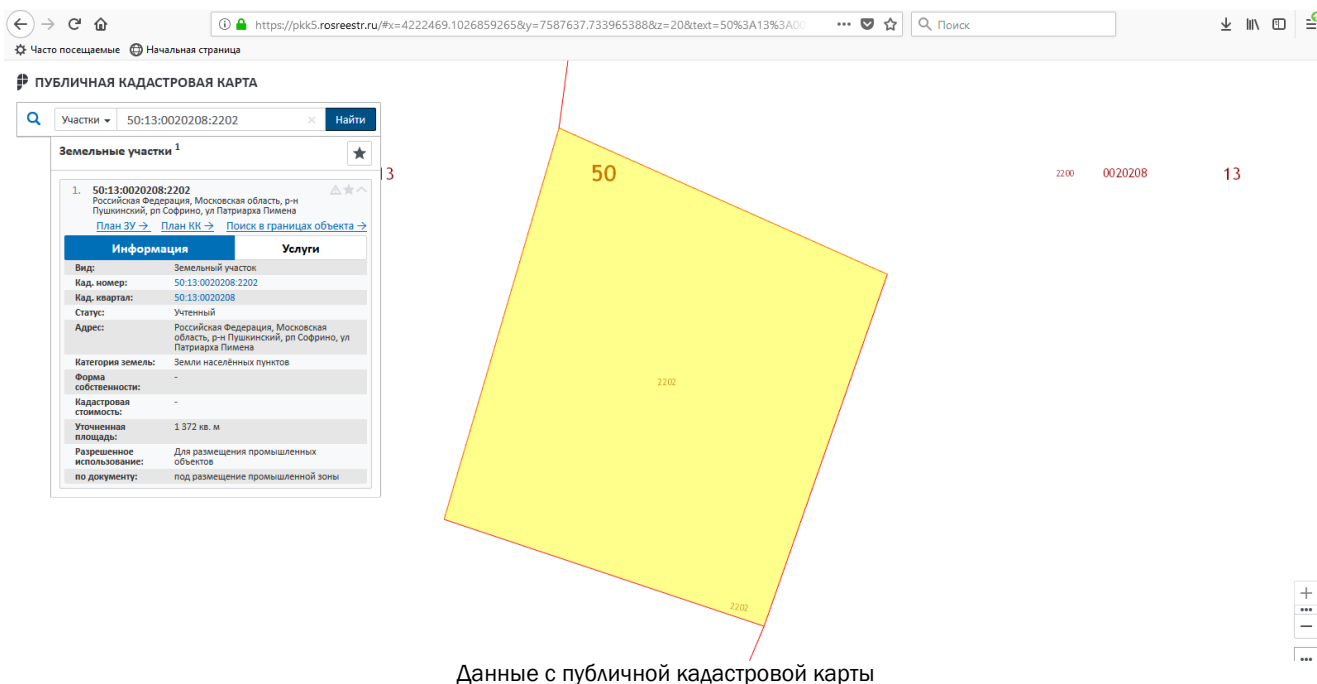 https://pkk5.rosreestr.ru/#x=4222469.1026859265&y=7587637.733965388&z=20&text=50%3A13%3A00
Поиск
Часто посещаемые Начальная страница
ПУБЛИЧНАЯ КАДАСТРОВАЯ КАРТА
Участки 50:13:0020208:2202 × Найти
Земельные участки 1
1. 50:13:0020208:2202
Российская Федерация, Московская область, р-н
Пушкинский, рп Софрино, ул Патриарха Пимена
План ЗУ → План КК → Поиск в границах объекта →
Информация Услуги
Вид: Земельный участок
Кад. номер: 50:13:0020208:2202
Кад. квартал: 50:13:0020208
Статус: Учтенный
Адрес: Российская Федерация, Московская
область, р-н Пушкинский, рп Софрино, ул
Патриарха Пимена
Категория земель: Земли населённых пунктов
Форма -
собственности:
Кадастровая -
стоимость:
Уточненная 1 372 кв. м
площадь:
Разрешенное Для размещения промышленных
использование: объектов
по документу: под размещение промышленной зоны
13
50
2200 0020208 13
2202
2202
Данные с публичной кадастровой карты